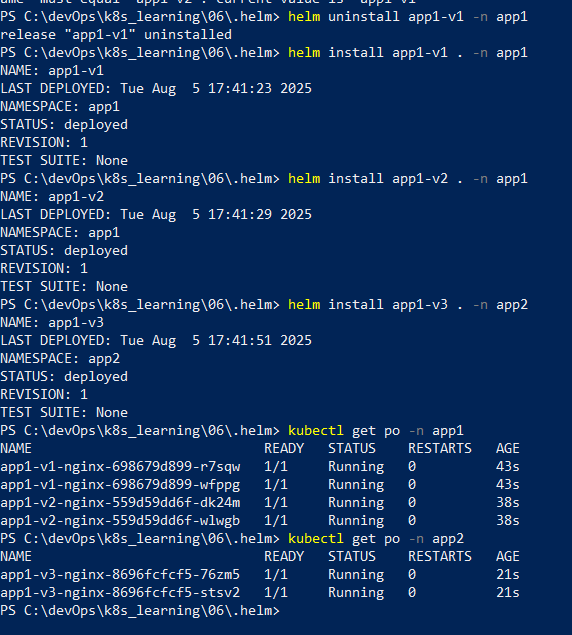 ame" must equal "app1-v2": current value is "app1-v1"
PS C:\devOps\k8s_learning\06\.helm> helm uninstall app1-v1 -n app1
release "app1-v1" uninstalled
PS C:\devOps\k8s_learning\06\.helm> helm install app1-v1 . -n app1
NAME: app1-v1
LAST DEPLOYED: Tue Aug  5 17:41:23 2025
NAMESPACE: app1
STATUS: deployed
REVISION: 1
TEST SUITE: None
PS C:\devOps\k8s_learning\06\.helm> helm install app1-v2 . -n app1
NAME: app1-v2
LAST DEPLOYED: Tue Aug  5 17:41:29 2025
NAMESPACE: app1
STATUS: deployed
REVISION: 1
TEST SUITE: None
PS C:\devOps\k8s_learning\06\.helm> helm install app1-v3 . -n app2
NAME: app1-v3
LAST DEPLOYED: Tue Aug  5 17:41:51 2025
NAMESPACE: app2
STATUS: deployed
REVISION: 1
TEST SUITE: None
PS C:\devOps\k8s_learning\06\.helm> kubectl get po -n app1
NAME                             READY   STATUS    RESTARTS   AGE
app1-v1-nginx-698679d899-r7sqw   1/1     Running   0          43s
app1-v1-nginx-698679d899-wfppg   1/1     Running   0          43s
app1-v2-nginx-559d59dd6f-dk24m   1/1     Running   0          38s
app1-v2-nginx-559d59dd6f-wlwgb   1/1     Running   0          38s
PS C:\devOps\k8s_learning\06\.helm> kubectl get po -n app2
NAME                             READY   STATUS    RESTARTS   AGE
app1-v3-nginx-8696fcfcf5-76zm5   1/1     Running   0          21s
app1-v3-nginx-8696fcfcf5-stsv2   1/1     Running   0          21s
PS C:\devOps\k8s_learning\06\.helm>